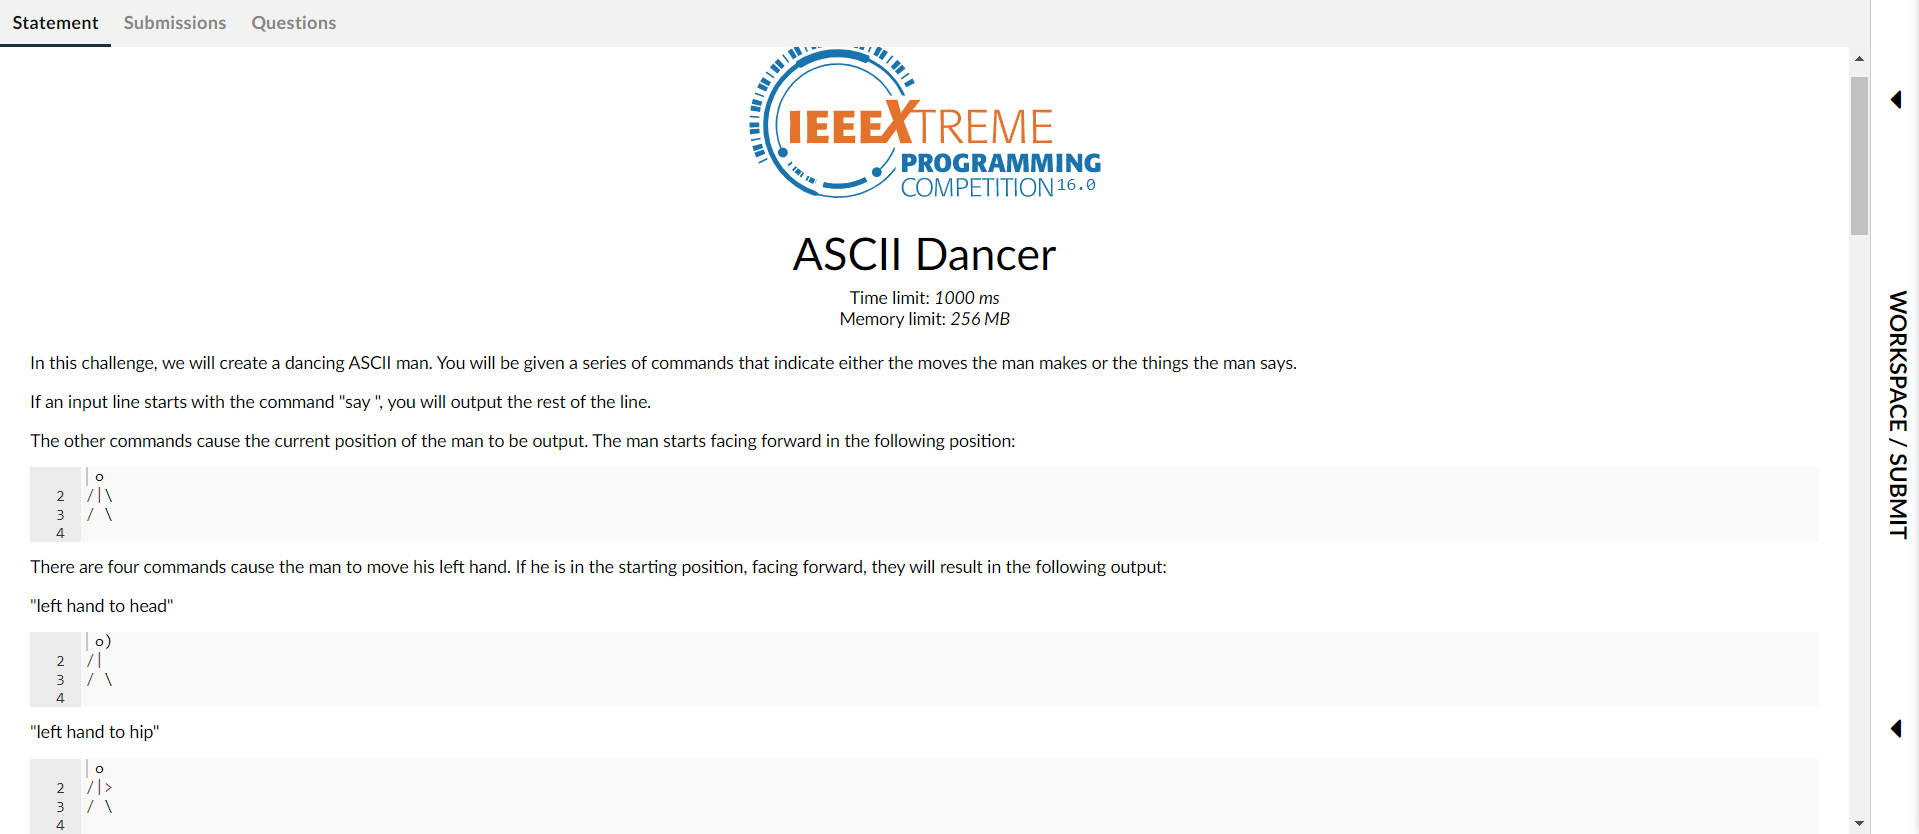 Statement Submissions Questions
IEEEXTREME
PROGRAMMING
COMPETITION 16.0
ASCII Dancer
Time limit: 1000 ms
Memory limit: 256 MB
In this challenge, we will create a dancing ASCII man. You will be given a series of commands that indicate either the moves the man makes or the things the man says.
If an input line starts with the command "say ", you will output the rest of the line.
The other commands cause the current position of the man to be output. The man starts facing forward in the following position:
 o
2 /|\
3 / \
4
There are four commands cause the man to move his left hand. If he is in the starting position, facing forward, they will result in the following output:
"left hand to head"
 o)
2 /|
3 / \
4
"left hand to hip"
 o
2 /|>
3 / \
4
WORKSPACE / SUBMIT